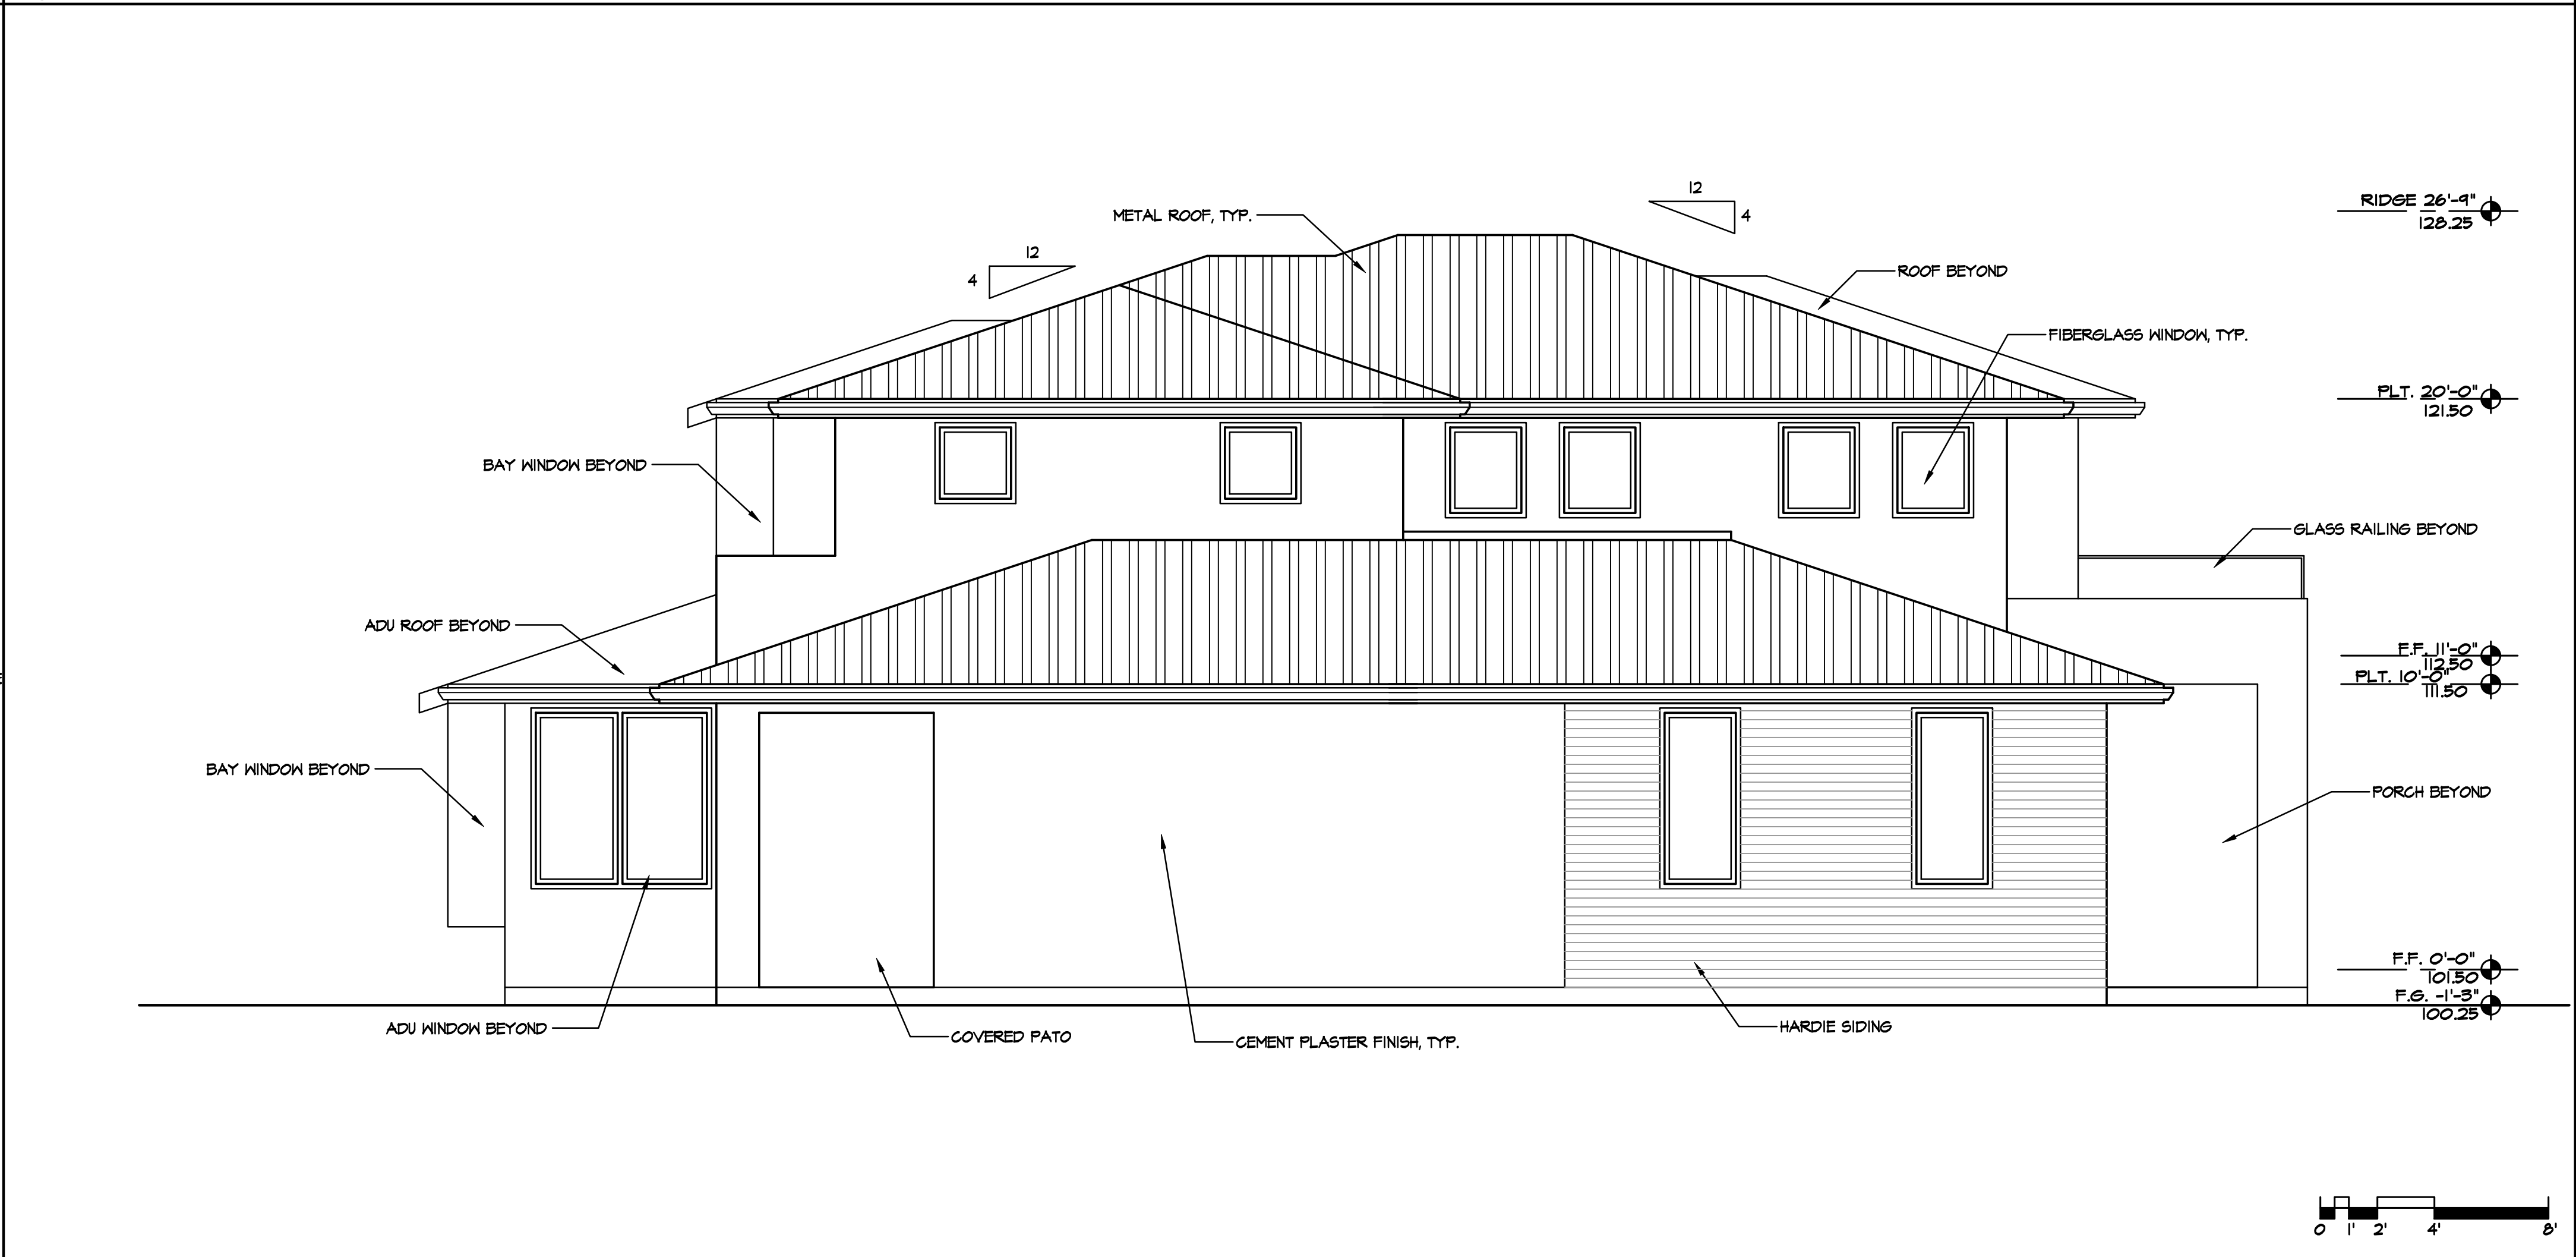 12
4
RIDGE 26'-9"
128.25
METAL ROOF, TYP.
12
4
ROOF BEYOND
FIBERGLASS WINDOW, TYP.
PLT. 20'-0"
121.50
BAY WINDOW BEYOND
GLASS RAILING BEYOND
ADU ROOF BEYOND
F.F. 11'-0"
112.50
PLT. 10'-0"
111.50
BAY WINDOW BEYOND
PORCH BEYOND
F.F. 0'-0"
101.50
F.G. -1'-3"
100.25
ADU WINDOW BEYOND
COVERED PATO
CEMENT PLASTER FINISH, TYP.
HARDIE SIDING
0 1' 2' 4' 8'